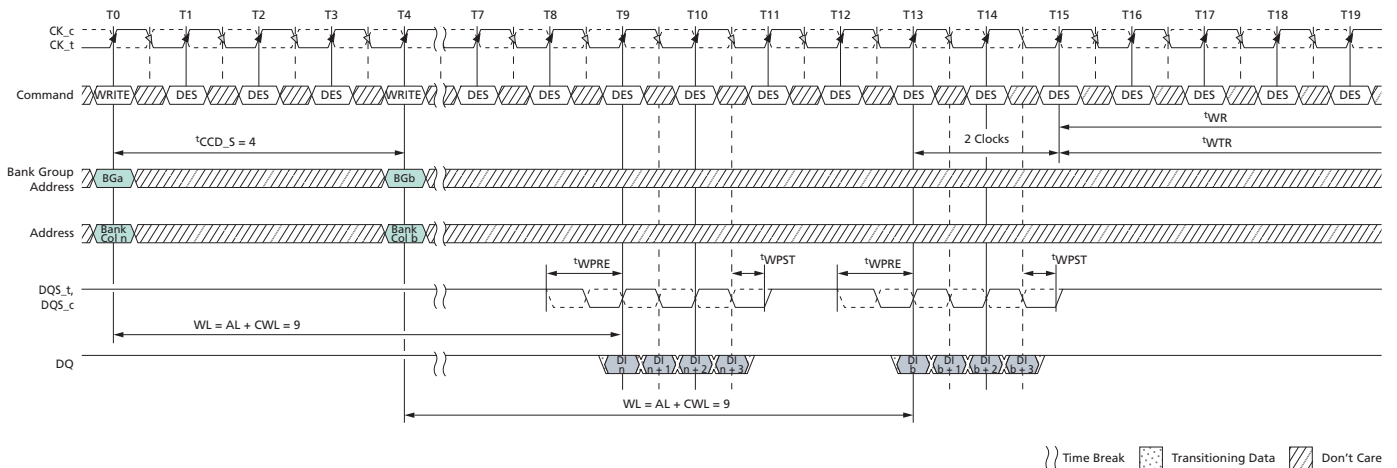 T0 T1 T2 T3 T4 T7 T8 T9 T10 T11 T12 T13 T14 T15 T16 T17 T18 T19
CK_c
CK_t
Command WRITE DES DES DES WRITE DES DES DES DES DES DES DES DES DES DES DES DES DES
tWR
tCCD_S = 4 2 Clocks tWTR
Bank Group
Address BGa BGb
Address Bank
Col n Bank
Col b
tWPRE tWPST tWPRE tWPST
DQS_t,
DQS_c
WL = AL + CWL = 9
DQ DI
n DI
n + 1 DI
n + 2 DI
n + 3 DI
b DI
b + 1 DI
b + 2 DI
b + 3
WL = AL + CWL = 9
Time Break Transitioning Data Don't Care